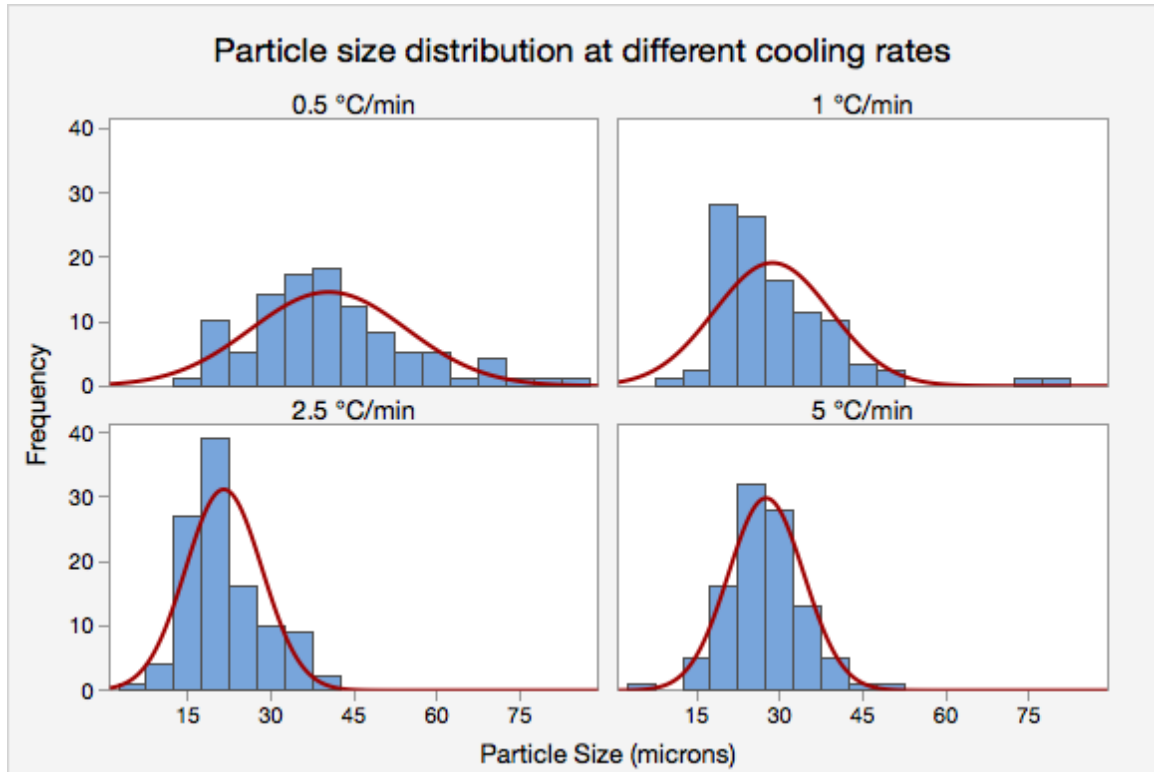 Particle size distribution at different cooling rates
0.5 °C/min
1 °C/min
40
30
20
10
0
2.5 °C/min
5 °C/min
40
30
20
10
0
Frequency
15 30 45 60 75
15 30 45 60 75
Particle Size (microns)